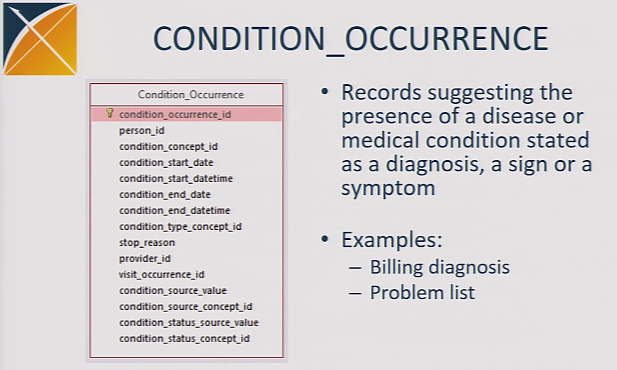 CONDITION_OCCURRENCE
Condition_Occurrence
condition_occurrence_id
person_id
condition_concept_id
condition_start_date
condition_start_datetime
condition_end_date
condition_end_datetime
condition_type_concept_id
stop_reason
provider_id
visit_occurrence_id
condition_source_value
condition_source_concept_id
condition_status_source_value
condition_status_concept_id
• Records suggesting the
presence of a disease or
medical condition stated
as a diagnosis, a sign or a
symptom
• Examples:
– Billing diagnosis
– Problem list